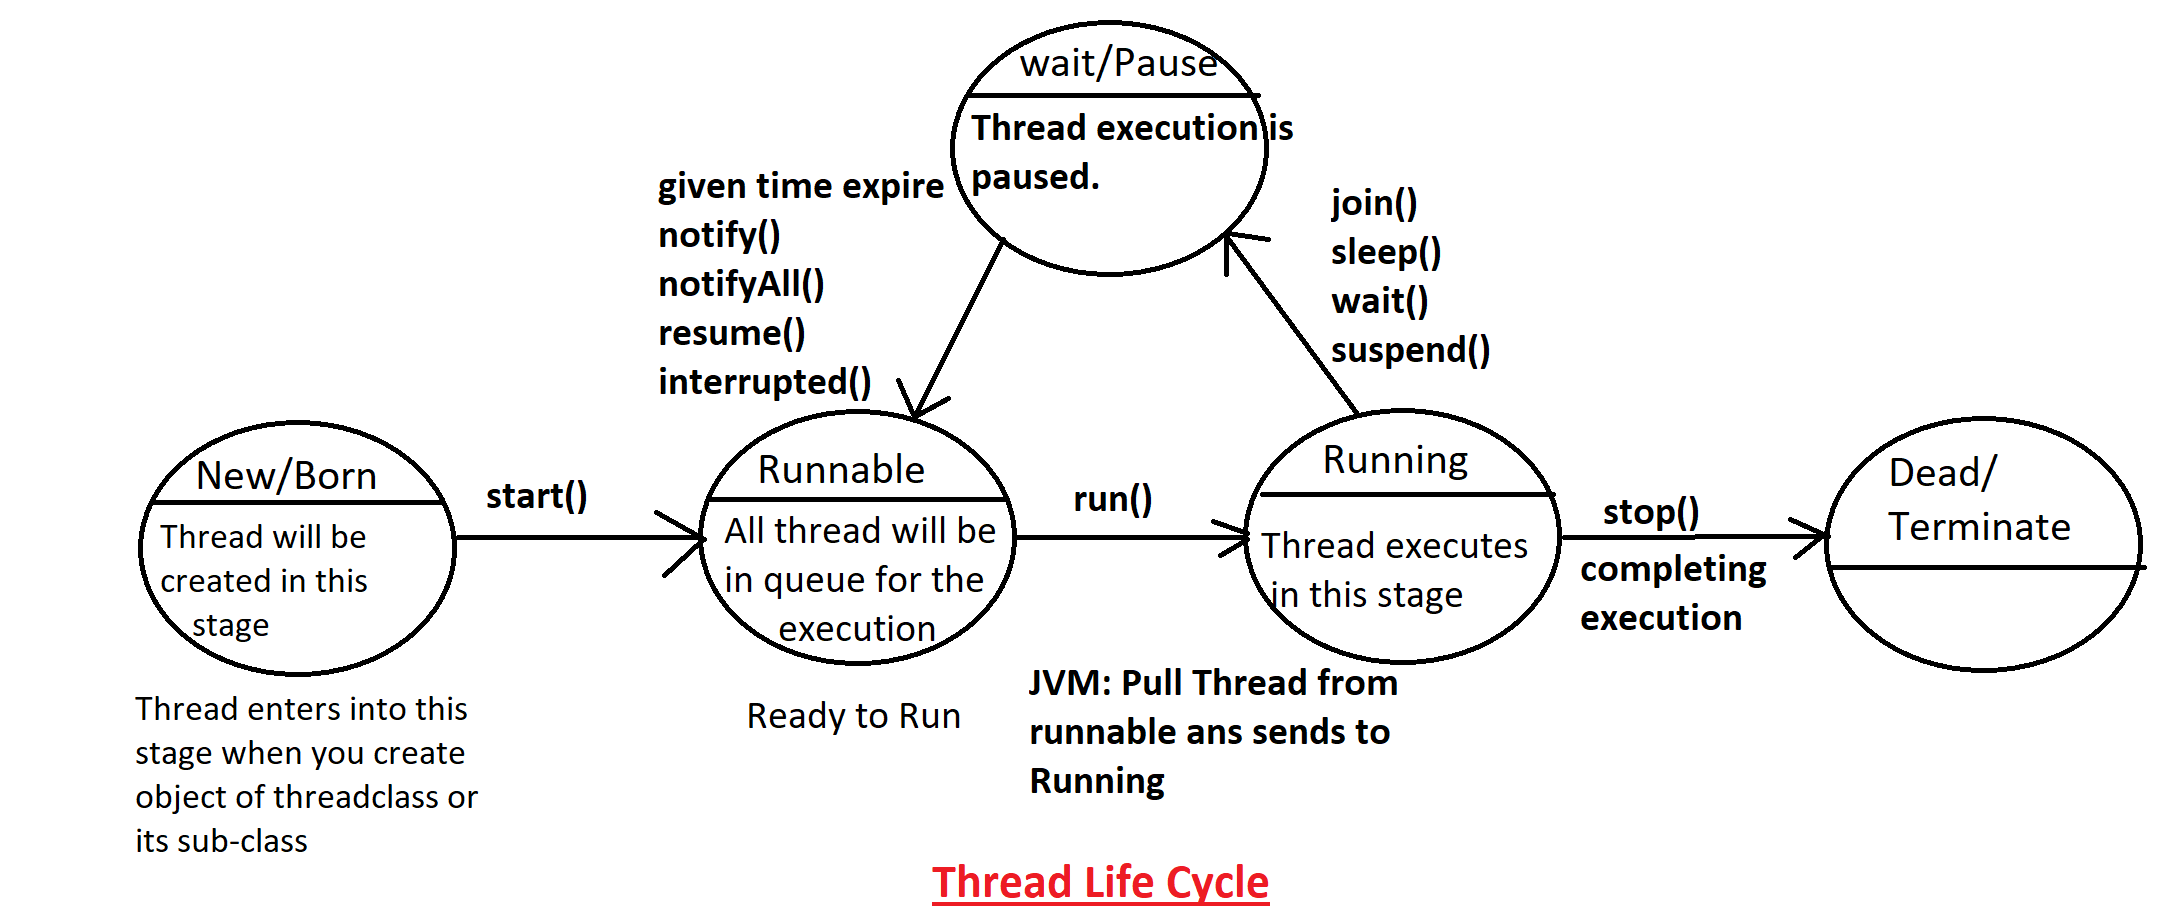 wait/Pause
Thread execution is
paused.
given time expire
notify()
notifyAll()
resume()
interrupted()
join()
sleep()
wait()
suspend()
New/Born
Thread will be
created in this
stage
start()
Runnable
All thread will be
in queue for the
execution
run()
Running
Thread executes
in this stage
stop()
completing
execution
Dead/
Terminate
Thread enters into this
stage when you create
object of threadclass or
its sub-class
Ready to Run
JVM: Pull Thread from
runnable ans sends to
Running
Thread Life Cycle